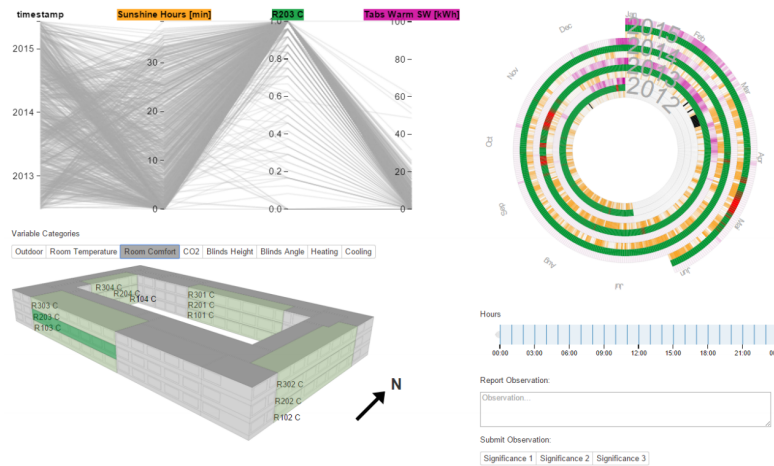 timestamp
Sunshine Hours [min]
R203 C
Tabs Warm SW [kWh]
2015
2014
2013
30
20
10
0
1.0
0.8
0.6
0.4
0.2
0.0
100
80
60
40
20
0
Variable Categories
Outdoor Room Temperature Room Comfort CO2 Blinds Height Blinds Angle Heating Cooling
R304 C
R204 C
R104 C
R301 C
R201 C
R101 C
R303 C
R203 C
R103 C
R302 C
R202 C
R102 C
N
Jan
Feb
Mar
Apr
Mai
Jun
Jul
Aug
Sep
Oct
Nov
Dec
2015
2014
2013
2012
Hours
00:00 03:00 06:00 09:00 12:00 15:00 18:00 21:00
Report Observation:
Observation...
Submit Observation:
Significance 1 Significance 2 Significance 3